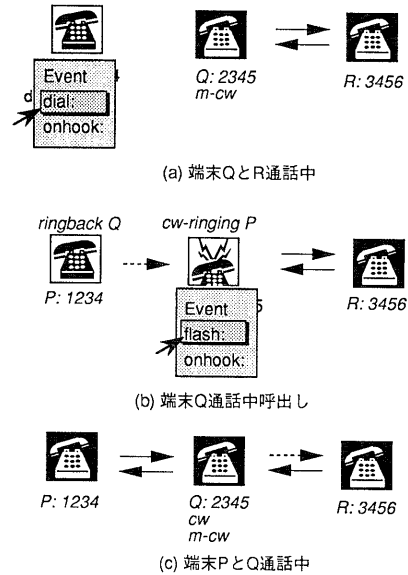 Event
d
dial:
onhook:
Q: 2345
m-cw
R: 3456
(a) 端末QとR通話中
ringback Q
cw-ringing P
P: 1234
R: 3456
Event
flash:
onhook:
(b) 端末Q通話中呼出し
P: 1234
Q: 2345
cw
m-cw
R: 3456
(c) 端末PとQ通話中